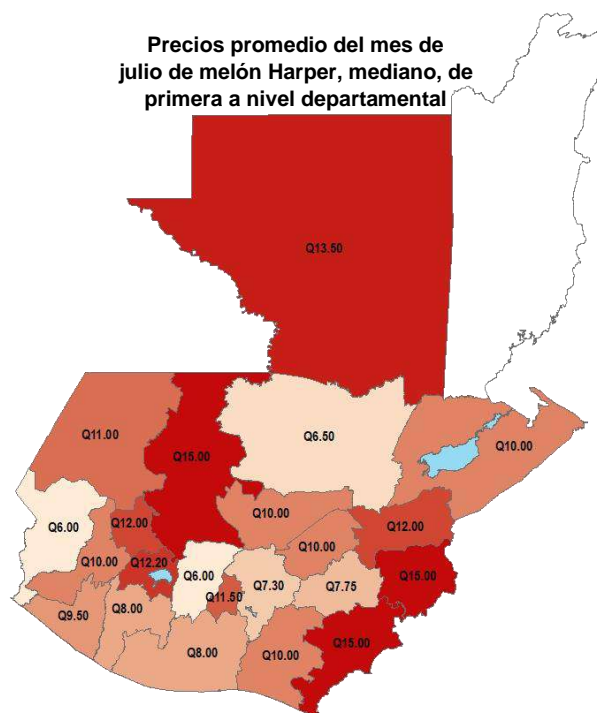 Precios promedio del mes de
julio de melón Harper, mediano, de
primera a nivel departamental
Q13.50
Q11.00
Q15.00
Q6.50
Q10.00
Q6.00
Q12.00
Q10.00
Q12.00
Q10.00
Q10.00
Q12.20
Q6.00
Q15.00
Q11.50
Q7.30
Q7.75
Q9.50
Q8.00
Q15.00
Q8.00
Q10.00